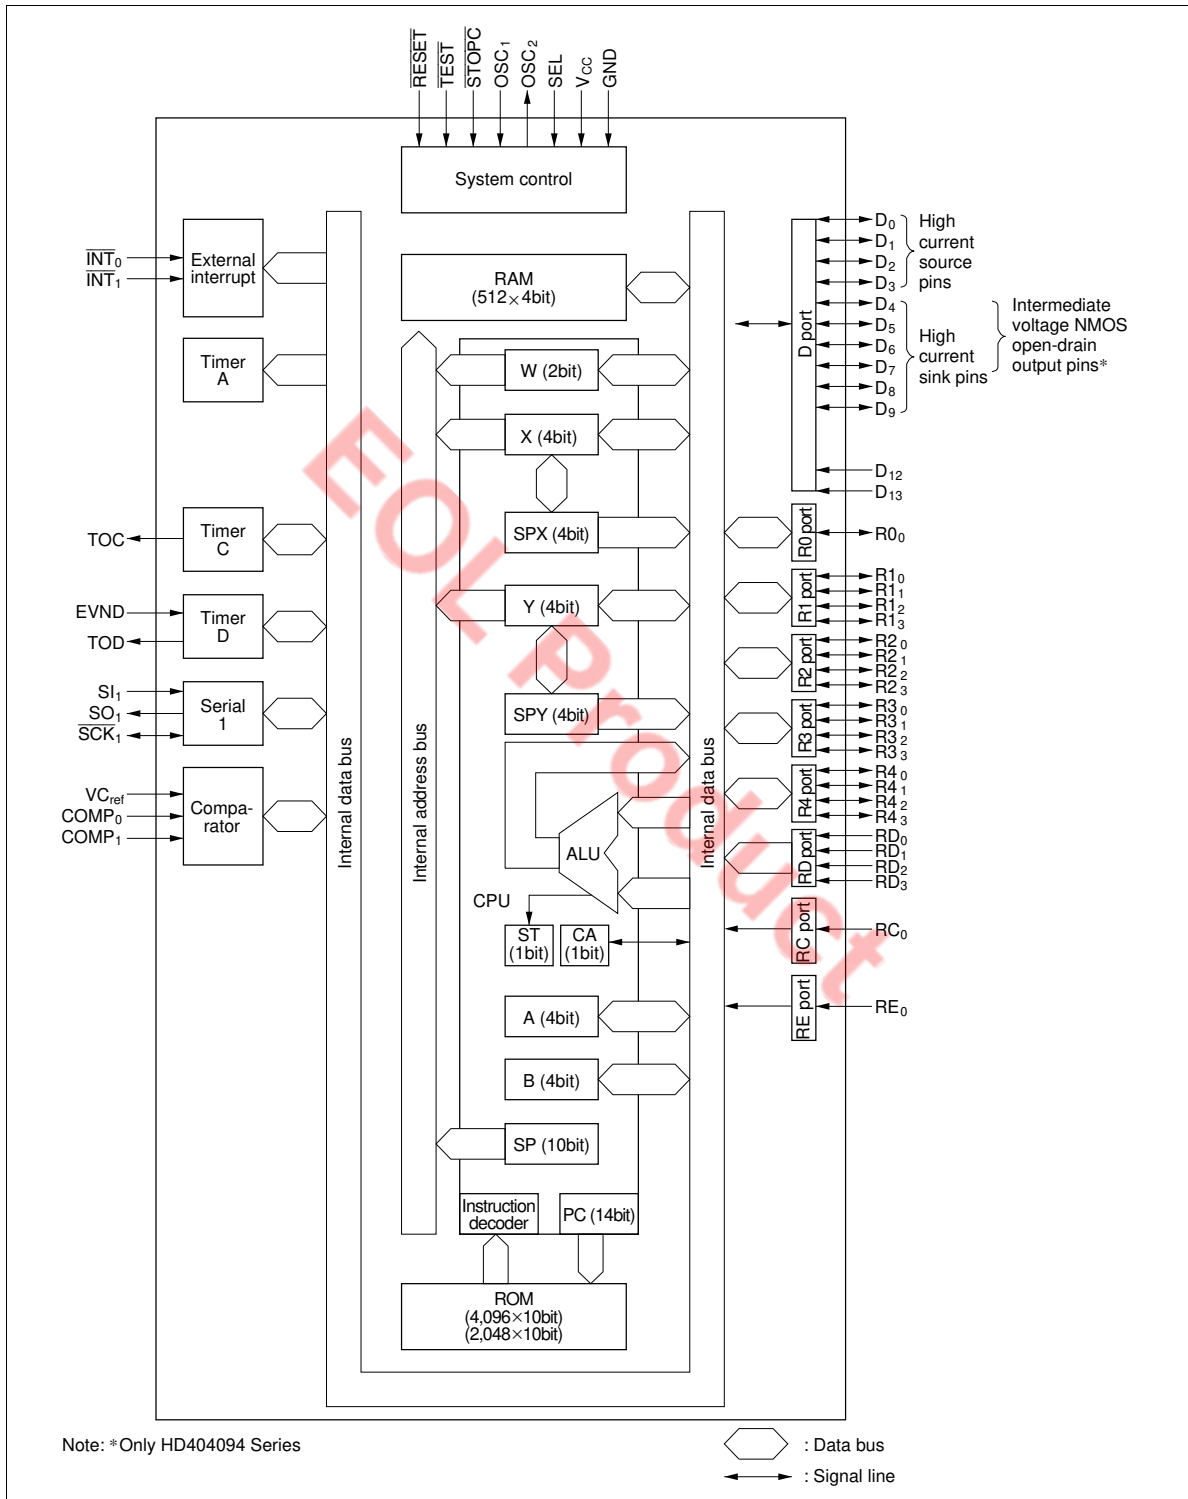 RESET
TEST
STOPC
OSC1
OSC2
SEL
VCC
GND
System control
INT0
INT1
External
interrupt
RAM
(512×4bit)
Timer
A
W (2bit)
X (4bit)
SPX (4bit)
Timer
C
TOC
Y (4bit)
EVND
TOD
Timer
D
SPY (4bit)
SI1
SO1
SCK1
Serial
1
VCref
COMP0
COMP1
Compa-
rator
Internal data bus
Internal address bus
Internal data bus
ALU
CPU
ST
(1bit)
CA
(1bit)
A (4bit)
B (4bit)
SP (10bit)
Instruction
decoder
PC (14bit)
ROM
(4,096×10bit)
(2,048×10bit)
D port
D0
D1
D2
D3
D4
D5
D6
D7
D8
D9
D12
D13
High
current
source
pins
High
current
sink pins
Intermediate
voltage NMOS
open-drain
output pins*
R0 port
R00
R1 port
R10
R11
R12
R13
R2 port
R20
R21
R22
R23
R3 port
R30
R31
R32
R33
R4 port
R40
R41
R42
R43
RD port
RD0
RD1
RD2
RD3
RC port
RC0
RE port
RE0
EOL Product
Note: *Only HD404094 Series
: Data bus
: Signal line